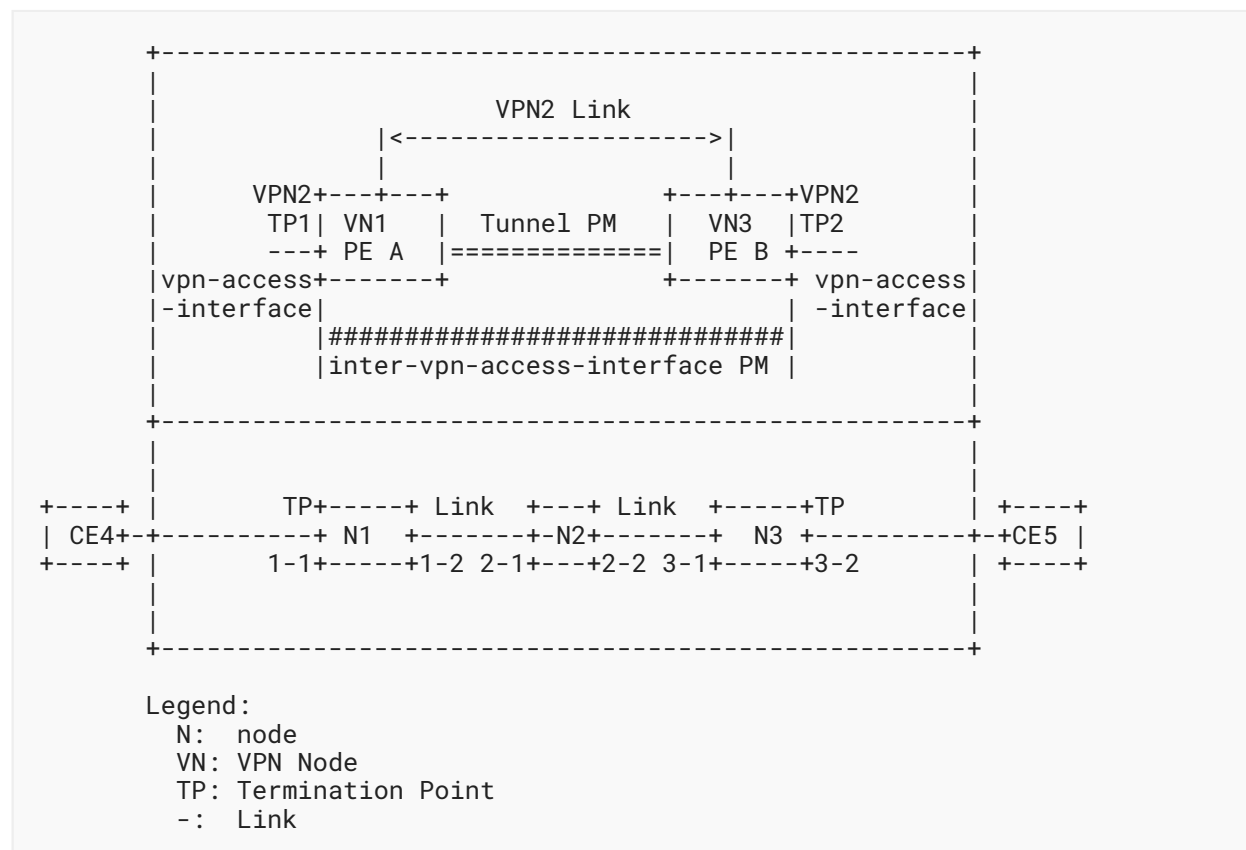 +-----------------------------------------------------+
|                                                     |
|                      VPN2 Link                      |
|              |<-------------------->|               |
|              |                      |               |
|      VPN2+---+---+              +---+---+VPN2       |
|       TP1| VN1   |  Tunnel PM   |  VN3  |TP2        |
|       ---+ PE A  |==============|  PE B +----       |
|vpn-access+-------+              +-------+ vpn-access|
|-interface|                              | -interface|
|          |##############################|           |
|          |inter-vpn-access-interface PM |           |
|                                                     |
+-----------------------------------------------------+
|                                                     |
|                                                     |
+----+ |        TP+-----+ Link  +---+ Link  +-----+TP        | +----+
| CE4+-+----------+ N1  +-------+-N2+-------+  N3 +----------+-+CE5 |
+----+ |       1-1+-----+1-2 2-1+---+2-2 3-1+-----+3-2       | +----+
|                                                     |
|                                                     |
+-----------------------------------------------------+
Legend:
N:  node
VN: VPN Node
TP: Termination Point
-:  Link